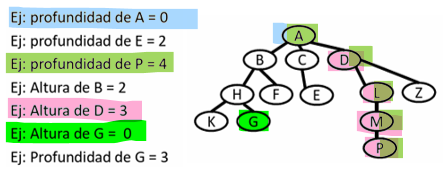 Ej: profundidad de A = 0
Ej: profundidad de E = 2
Ej: profundidad de P = 4
Ej: Altura de B = 2
Ej: Altura de D = 3
Ej: Altura de G = 0
Ej: Profundidad de G = 3
A
B C D
H F E L Z
K G M
P